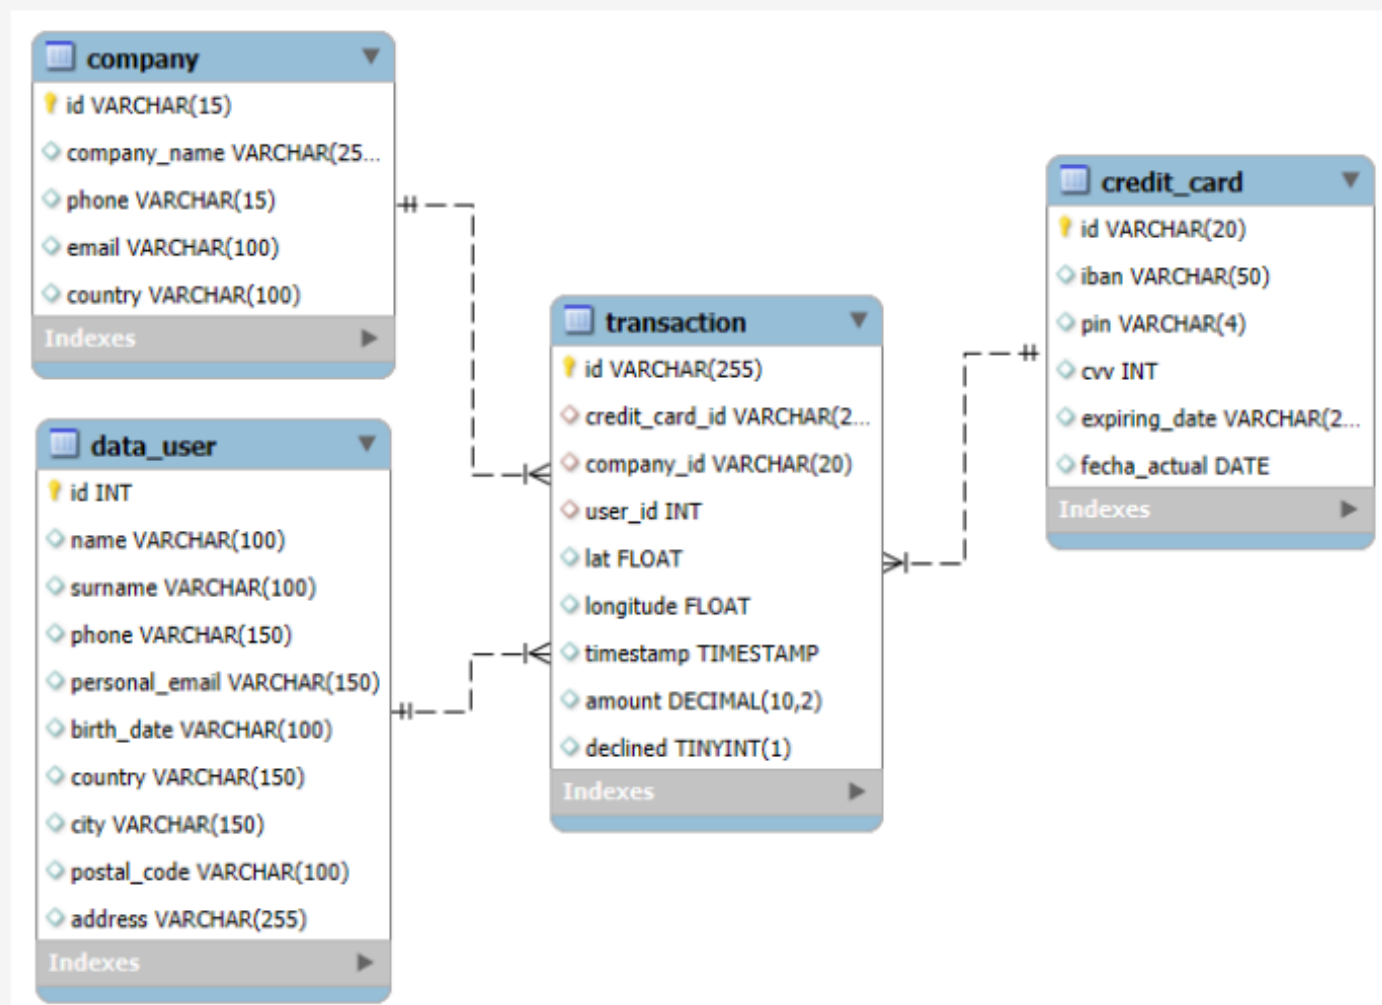 company
id VARCHAR(15)
company_name VARCHAR(25...
phone VARCHAR(15)
email VARCHAR(100)
country VARCHAR(100)
Indexes
data_user
id INT
name VARCHAR(100)
surname VARCHAR(100)
phone VARCHAR(150)
personal_email VARCHAR(150)
birth_date VARCHAR(100)
country VARCHAR(150)
city VARCHAR(150)
postal_code VARCHAR(100)
address VARCHAR(255)
Indexes
transaction
id VARCHAR(255)
credit_card_id VARCHAR(2...
company_id VARCHAR(20)
user_id INT
lat FLOAT
longitude FLOAT
timestamp TIMESTAMP
amount DECIMAL(10,2)
declined TINYINT(1)
Indexes
credit_card
id VARCHAR(20)
iban VARCHAR(50)
pin VARCHAR(4)
cvv INT
expiring_date VARCHAR(2...
fecha_actual DATE
Indexes